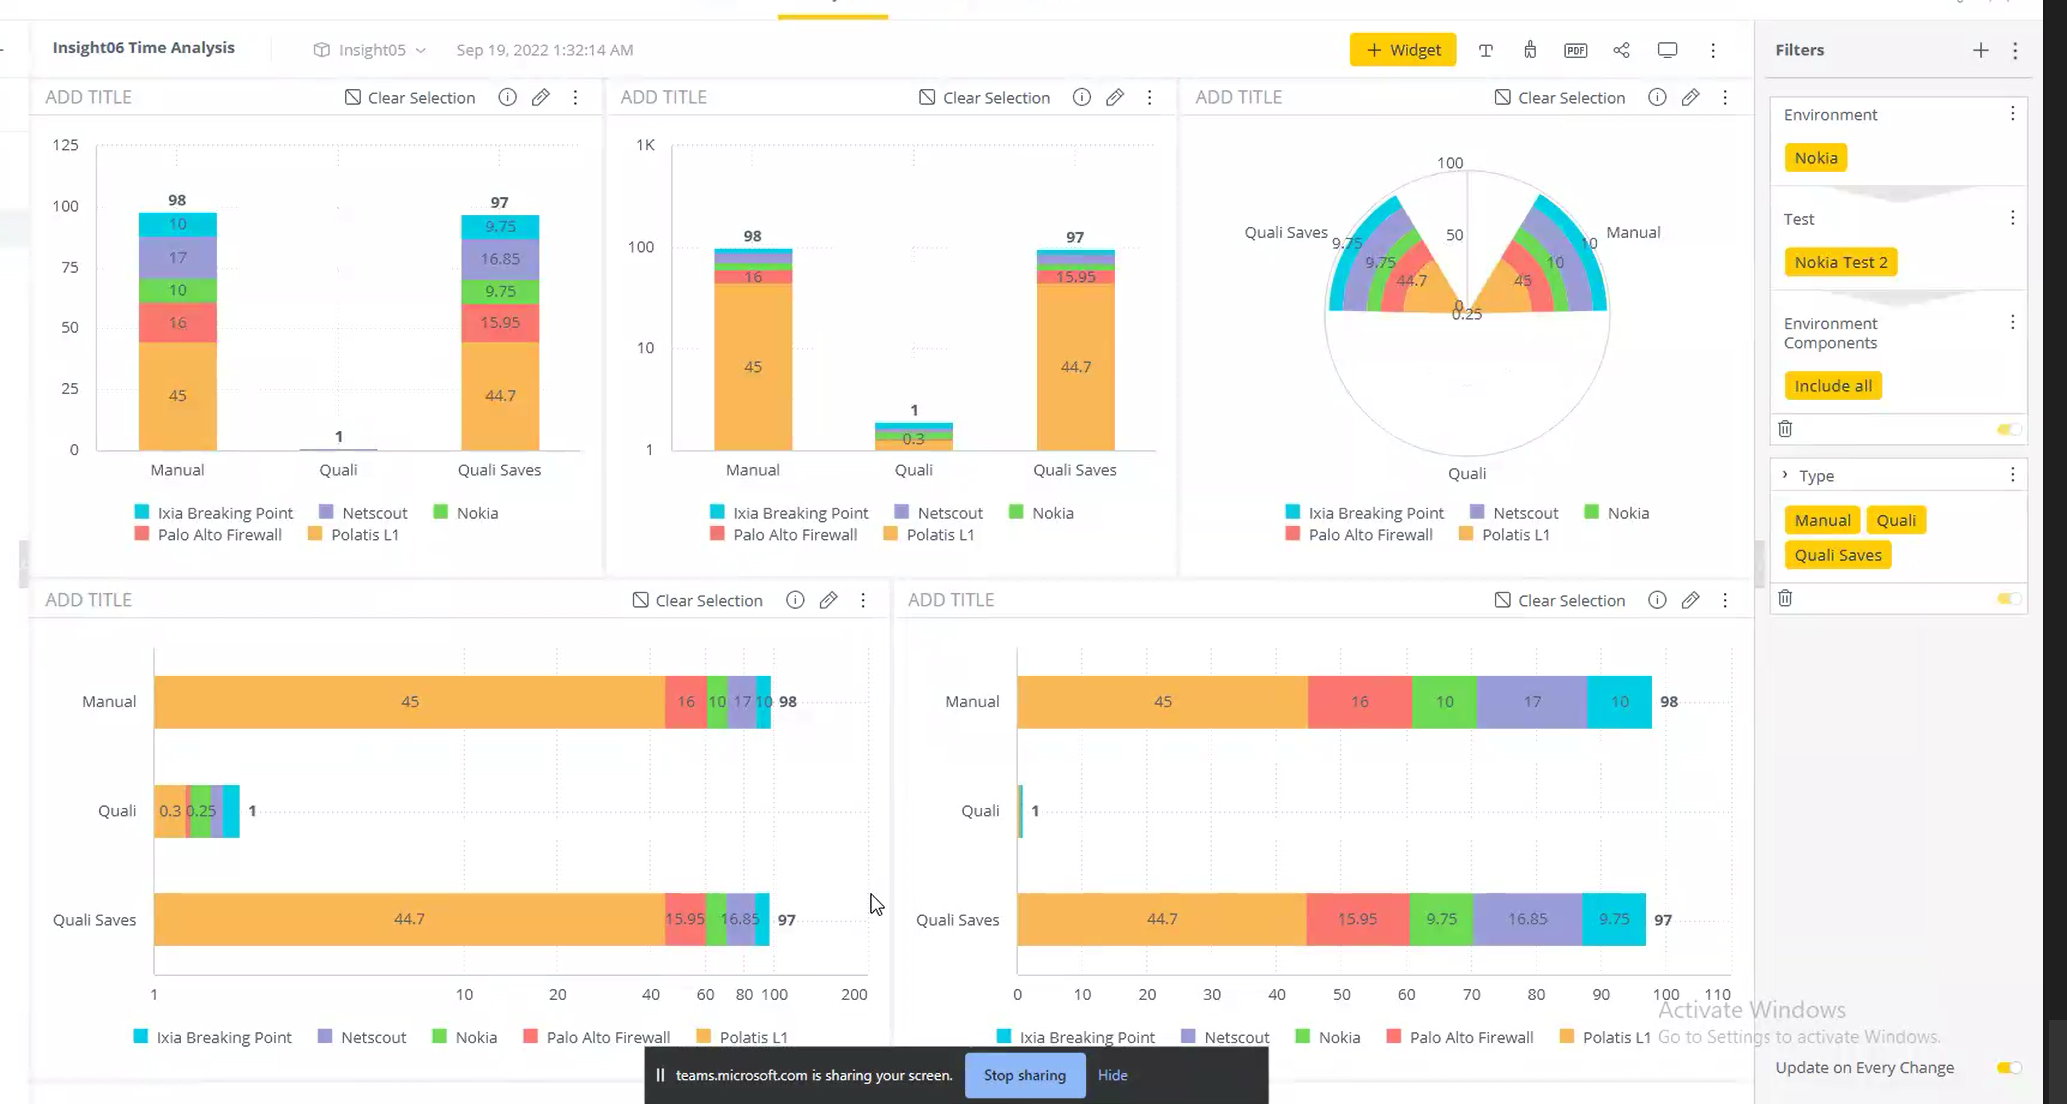 Insight06 Time Analysis
Insight05
Sep 19, 2022 1:32:14 AM
+ Widget
T
PDF
Filters
ADD TITLE
Clear Selection
125
100
75
50
25
0
98
10
17
10
16
45
1
97
9.75
16.85
9.75
15.95
44.7
Manual
Quali
Quali Saves
Ixia Breaking Point Netscout Nokia
Palo Alto Firewall Polatis L1
ADD TITLE
Clear Selection
1K
100
10
1
98
16
45
1
0.3
97
15.95
44.7
Manual
Quali
Quali Saves
Ixia Breaking Point Netscout Nokia
Palo Alto Firewall Polatis L1
ADD TITLE
Clear Selection
100
50
0
0.25
Quali Saves
9.75
9.75
44.7
Manual
10
10
45
Quali
Ixia Breaking Point Netscout Nokia
Palo Alto Firewall Polatis L1
ADD TITLE
Clear Selection
Manual
45 16 10 17 10 98
Quali
0.3 0.25 1
Quali Saves
44.7 15.95 16.85 97
1 10 20 40 60 80 100 200
Ixia Breaking Point Netscout Nokia Palo Alto Firewall Polatis L1
ADD TITLE
Clear Selection
Manual
45 16 10 17 10 98
Quali
1
Quali Saves
44.7 15.95 9.75 16.85 9.75 97
0 10 20 30 40 50 60 70 80 90 100 110
Ixia Breaking Point Netscout Nokia Palo Alto Firewall Polatis L1
Environment
Nokia
Test
Nokia Test 2
Environment
Components
Include all
Type
Manual Quali
Quali Saves
Activate Windows
Go to Settings to activate Windows.
Update on Every Change
teams.microsoft.com is sharing your screen.
Stop sharing
Hide